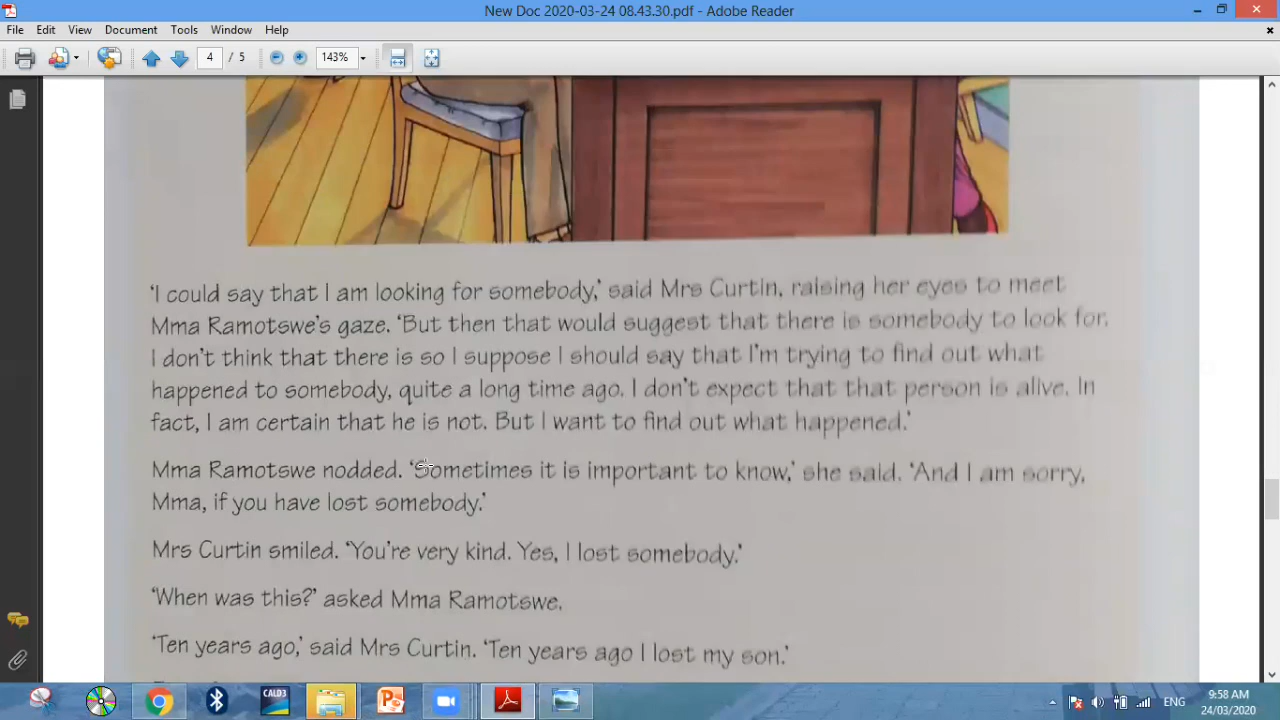 New Doc 2020-03-24 08.43.30.pdf - Adobe Reader
File Edit View Document Tools Window Help
4 / 5 143%
'I could say that I am looking for somebody,' said Mrs Curtin, raising her eyes to meet
Mma Ramotswe's gaze. 'But then that would suggest that there is somebody to look for.
I don't think that there is so I suppose I should say that I'm trying to find out what
happened to somebody, quite a long time ago. I don't expect that that person is alive. In
fact, I am certain that he is not. But I want to find out what happened.'
Mma Ramotswe nodded. 'Sometimes it is important to know,' she said. 'And I am sorry,
Mma, if you have lost somebody.'
Mrs Curtin smiled. 'You're very kind. Yes, I lost somebody.'
'When was this?' asked Mma Ramotswe.
'Ten years ago,' said Mrs Curtin. 'Ten years ago I lost my son.'
CALD3
ENG
9:58 AM
24/03/2020